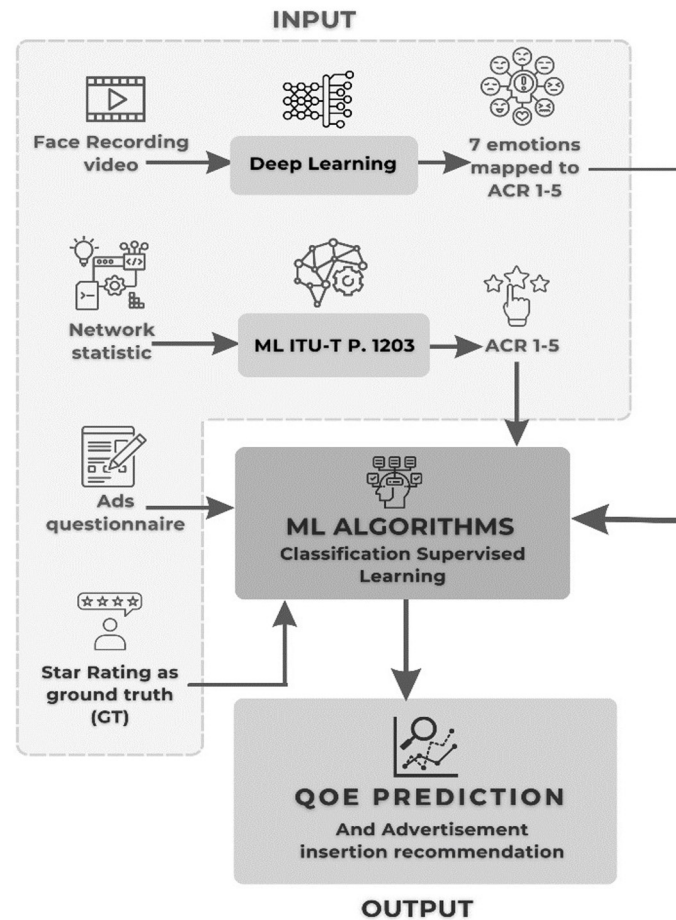 INPUT
Face Recording
video
Deep Learning
7 emotions
mapped to
ACR 1-5
Network
statistic
ML ITU-T P. 1203
ACR 1-5
Ads
questionnaire
ML ALGORITHMS
Classification Supervised
Learning
Star Rating as
ground truth
(GT)
QOE PREDICTION
And Advertisement
insertion recommendation
OUTPUT